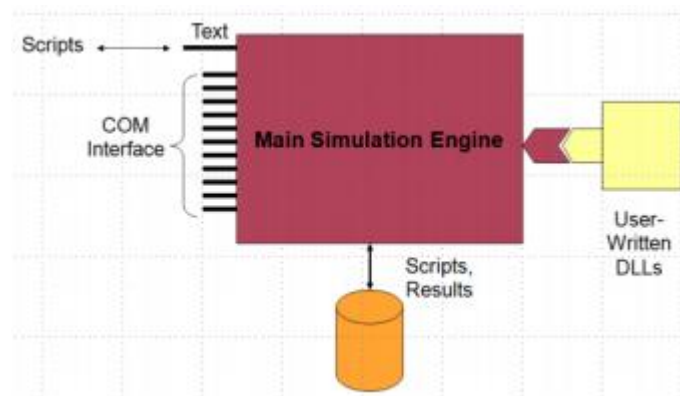 Text
Scripts
COM
Interface
Main Simulation Engine
User-
Written
DLLs
Scripts,
Results